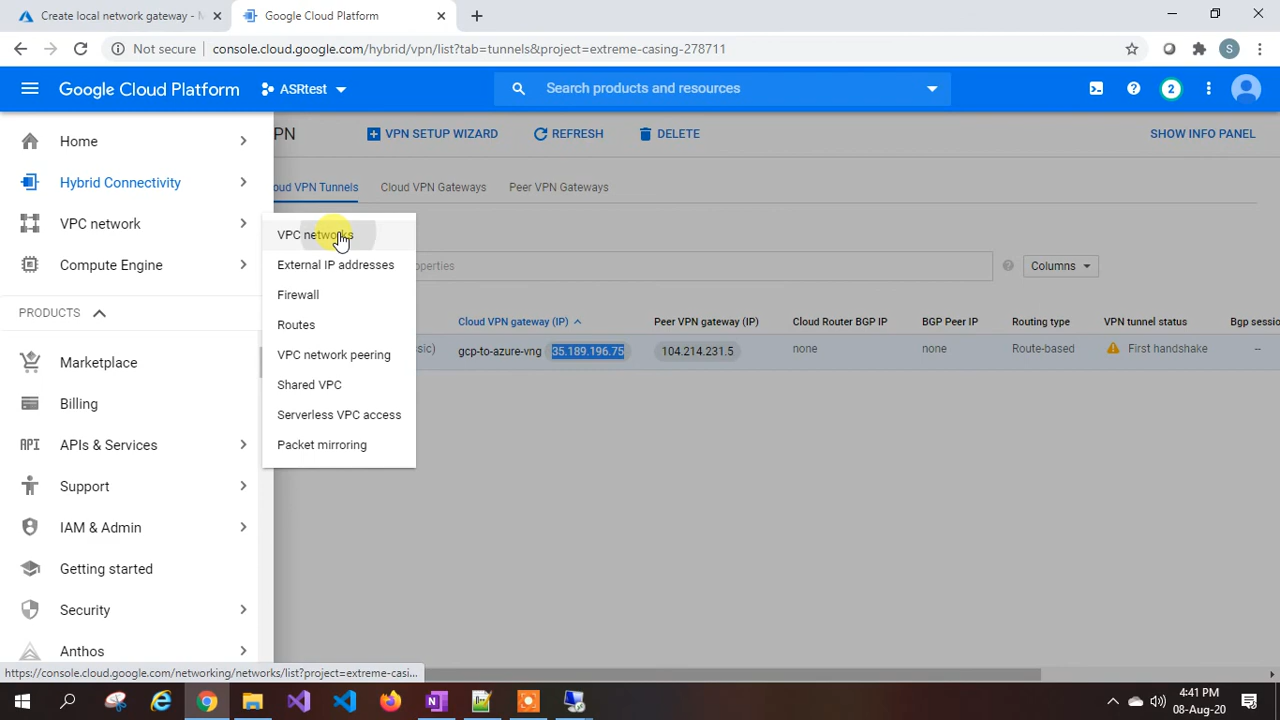 Create local network gateway - M
Google Cloud Platform
Not secure
console.cloud.google.com/hybrid/vpn/list?tab=tunnels&project=extreme-casing-278711
S
Google Cloud Platform
ASRtest
Search products and resources
2
PN
VPN SETUP WIZARD
REFRESH
DELETE
SHOW INFO PANEL
oud VPN Tunnels
Cloud VPN Gateways
Peer VPN Gateways
Home
Hybrid Connectivity
VPC network
Compute Engine
PRODUCTS
Marketplace
Billing
API APIs & Services
Support
IAM & Admin
Getting started
Security
Anthos
VPC networks
External IP addresses
Firewall
Routes
VPC network peering
Shared VPC
Serverless VPC access
Packet mirroring
operties
Columns
Cloud VPN gateway (IP)
Peer VPN gateway (IP)
Cloud Router BGP IP
BGP Peer IP
Routing type
VPN tunnel status
Bgp sessio
sic)
gcp-to-azure-vng
35.189.196.75
104.214.231.5
none
none
Route-based
First handshake
--
https://console.cloud.google.com/networking/networks/list?project=extreme-casi...
4:41 PM
08-Aug-20